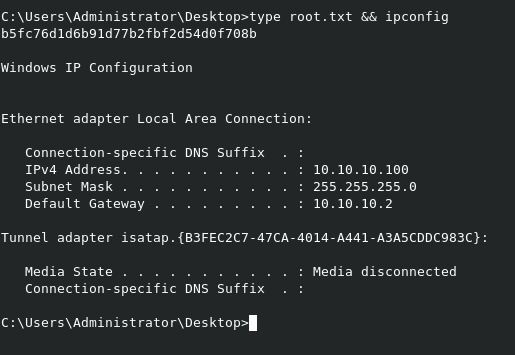 C:\Users\Administrator\Desktop>type root.txt && ipconfig
b5fc76d1d6b91d77b2fbf2d54d0f708b
Windows IP Configuration
Ethernet adapter Local Area Connection:
Connection-specific DNS Suffix  . :
IPv4 Address. . . . . . . . . . . : 10.10.10.100
Subnet Mask . . . . . . . . . . . : 255.255.255.0
Default Gateway . . . . . . . . . : 10.10.10.2
Tunnel adapter isatap.{B3FEC2C7-47CA-4014-A441-A3A5CDDC983C}:
Media State . . . . . . . . . . . : Media disconnected
Connection-specific DNS Suffix  . :
C:\Users\Administrator\Desktop>